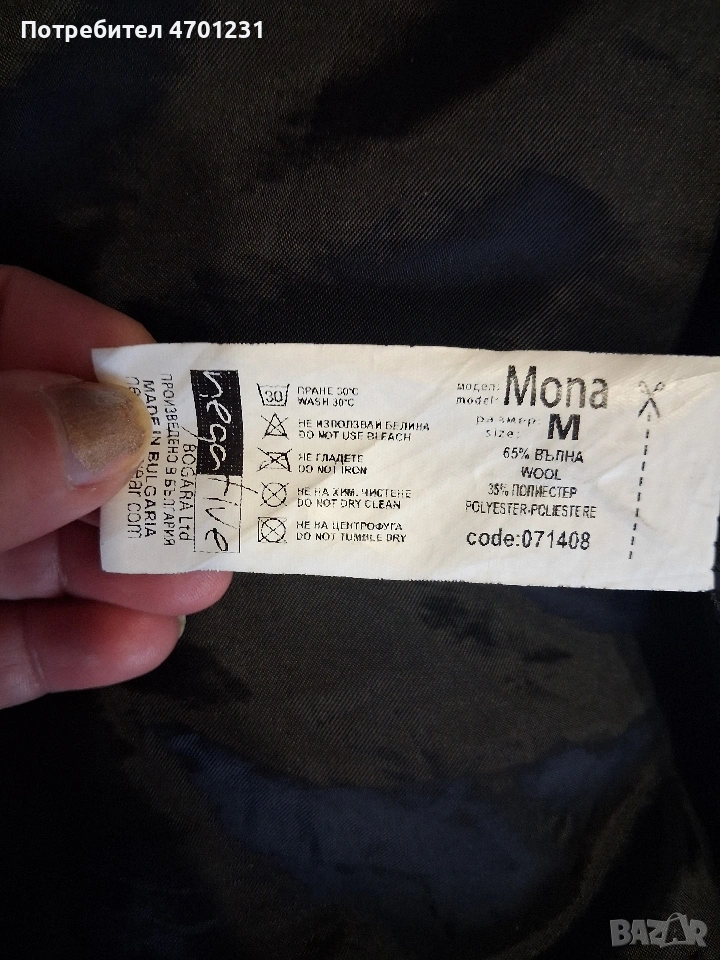 Потребител 4701231
negative
BOGARA Ltd
ПРОИЗВЕДЕНО В БЪЛГАРИЯ
MADE IN BULGARIA
30
ПРАНЕ 30°C
WASH 30°C
НЕ ИЗПОЛЗВАЙ БЕЛИНА
DO NOT USE BLEACH
НЕ ГЛАДЕТЕ
DO NOT IRON
НЕ НА ХИМ. ЧИСТЕНЕ
DO NOT DRY CLEAN
НЕ НА ЦЕНТРОФУГА
DO NOT TUMBLE DRY
модел:
model: Mona
размер:
size: M
65% ВЪЛНА
WOOL
35% ПОЛИЕСТЕР
POLYESTER-POLIESTERE
code:071408
BAZAR